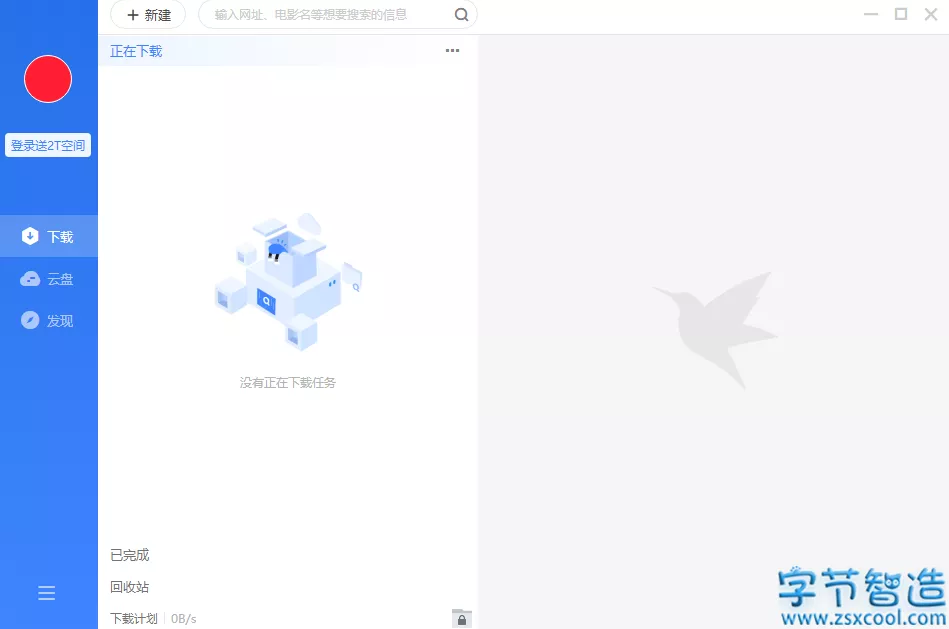 新建
输入网址、电影名等想要搜索的信息
正在下载
登录送2T空间
下载
云盘
发现
没有正在下载任务
已完成
回收站
下载计划 0B/s
字节智造
www.zsxcool.com